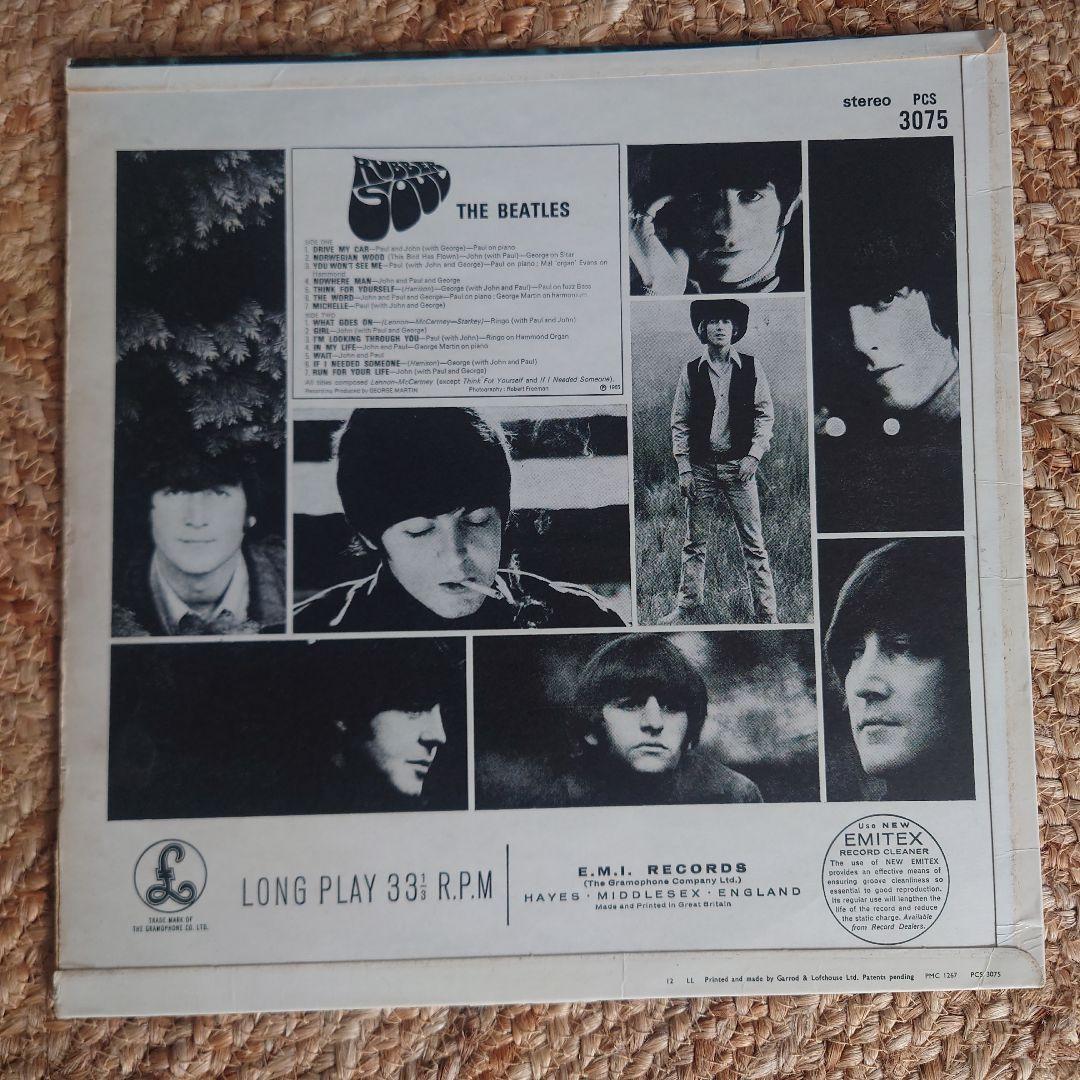 stereo PCS
3075
RUBBER
SOUL
THE BEATLES
SIDE ONE
1. DRIVE MY CAR—Paul and John (with George)—Paul on piano
2. NORWEGIAN WOOD (This Bird Has Flown)—John (with Paul)—George on Sitar
3. YOU WON'T SEE ME—Paul (with John and George)—Paul on piano; Mal 'organ' Evans on
Hammond
4. NOWHERE MAN—John and Paul and George
5. THINK FOR YOURSELF—(Harrison)—George (with John and Paul)—Paul on fuzz Bass
6. THE WORD—John and Paul and George—Paul on piano; George Martin on harmonium
7. MICHELLE—Paul (with John and George)
SIDE TWO
1. WHAT GOES ON—(Lennon—McCartney—Starkey)—Ringo (with Paul and John)
2. GIRL—John (with Paul and George)
3. I'M LOOKING THROUGH YOU—Paul (with John)—Ringo on Hammond Organ
4. IN MY LIFE—John and Paul—George Martin on piano
5. WAIT—John and Paul
6. IF I NEEDED SOMEONE—(Harrison)—George (with John and Paul)
7. RUN FOR YOUR LIFE—John (with Paul and George)
All titles composed Lennon-McCartney (except Think For Yourself and If I Needed Someone).
Recording Produced by GEORGE MARTIN Photography: Robert Freeman ℗ 1965
£
TRADE MARK OF
THE GRAMOPHONE CO. LTD.
LONG PLAY 33⅓ R.P.M
E.M.I. RECORDS
(The Gramophone Company Ltd.)
HAYES · MIDDLESEX · ENGLAND
Made and Printed in Great Britain
Use NEW
EMITEX
RECORD CLEANER
The use of NEW EMITEX
provides an effective means of
ensuring groove cleanliness so
essential to good reproduction.
Its regular use will lengthen the
life of the record and reduce
the static charge. Available
from Record Dealers.
12 LL Printed and made by Garrod & Lofthouse Ltd. Patents pending PMC 1267 PCS 3075